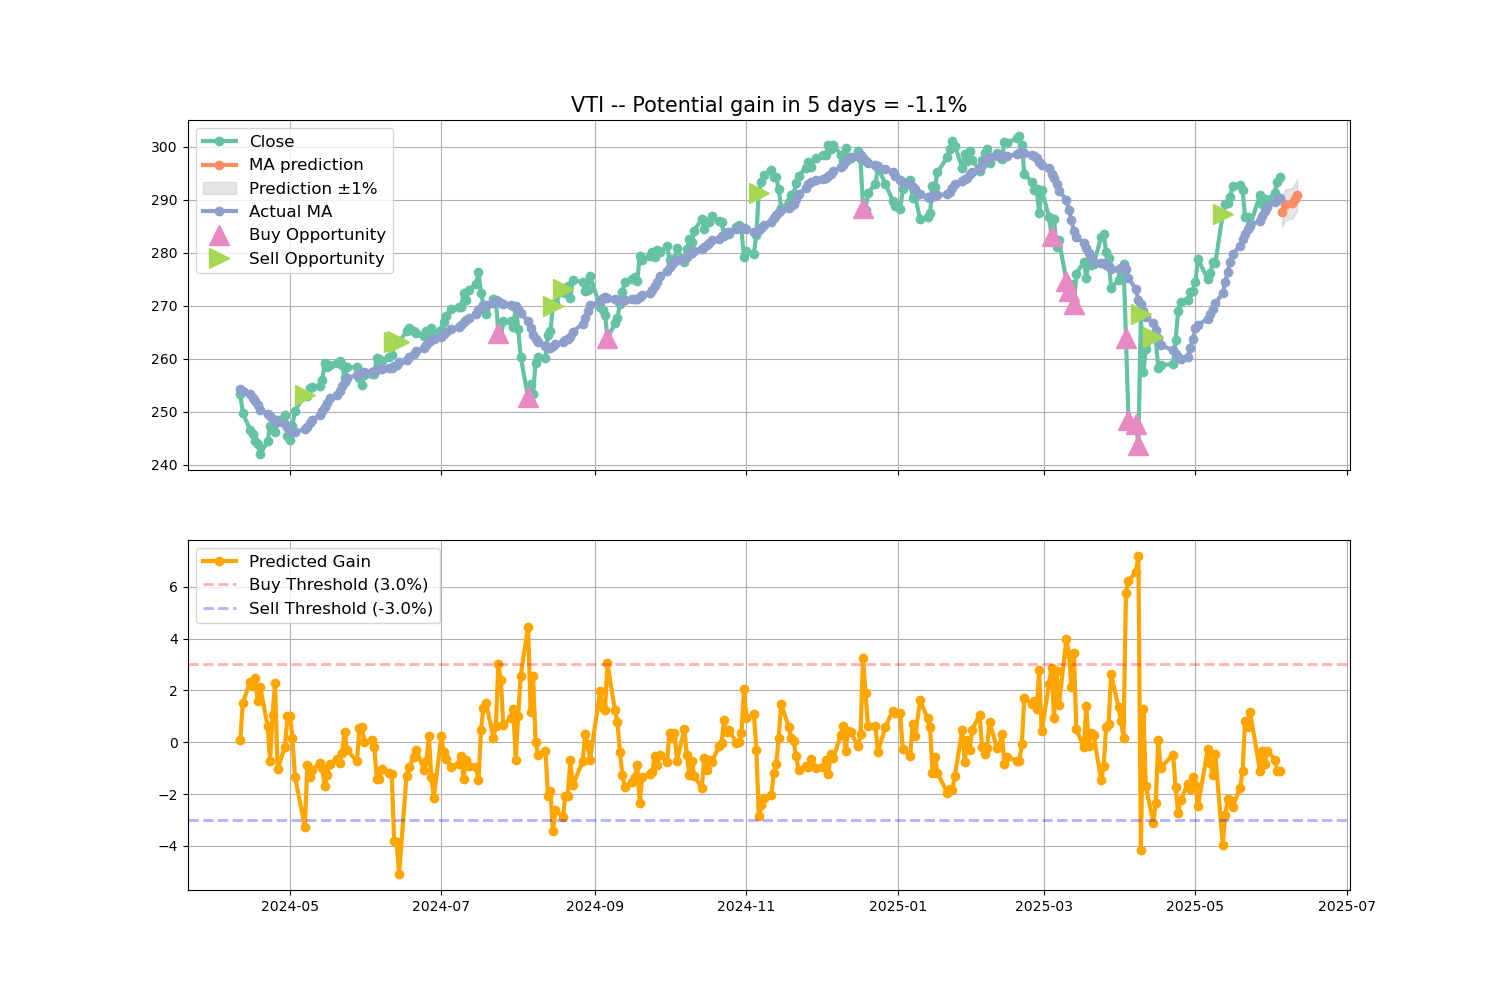 VTI -- Potential gain in 5 days = -1.1%
300
290
280
270
260
250
240
Close
MA prediction
Prediction ±1%
Actual MA
Buy Opportunity
Sell Opportunity
6
4
2
0
−2
−4
Predicted Gain
Buy Threshold (3.0%)
Sell Threshold (-3.0%)
2024-05
2024-07
2024-09
2024-11
2025-01
2025-03
2025-05
2025-07